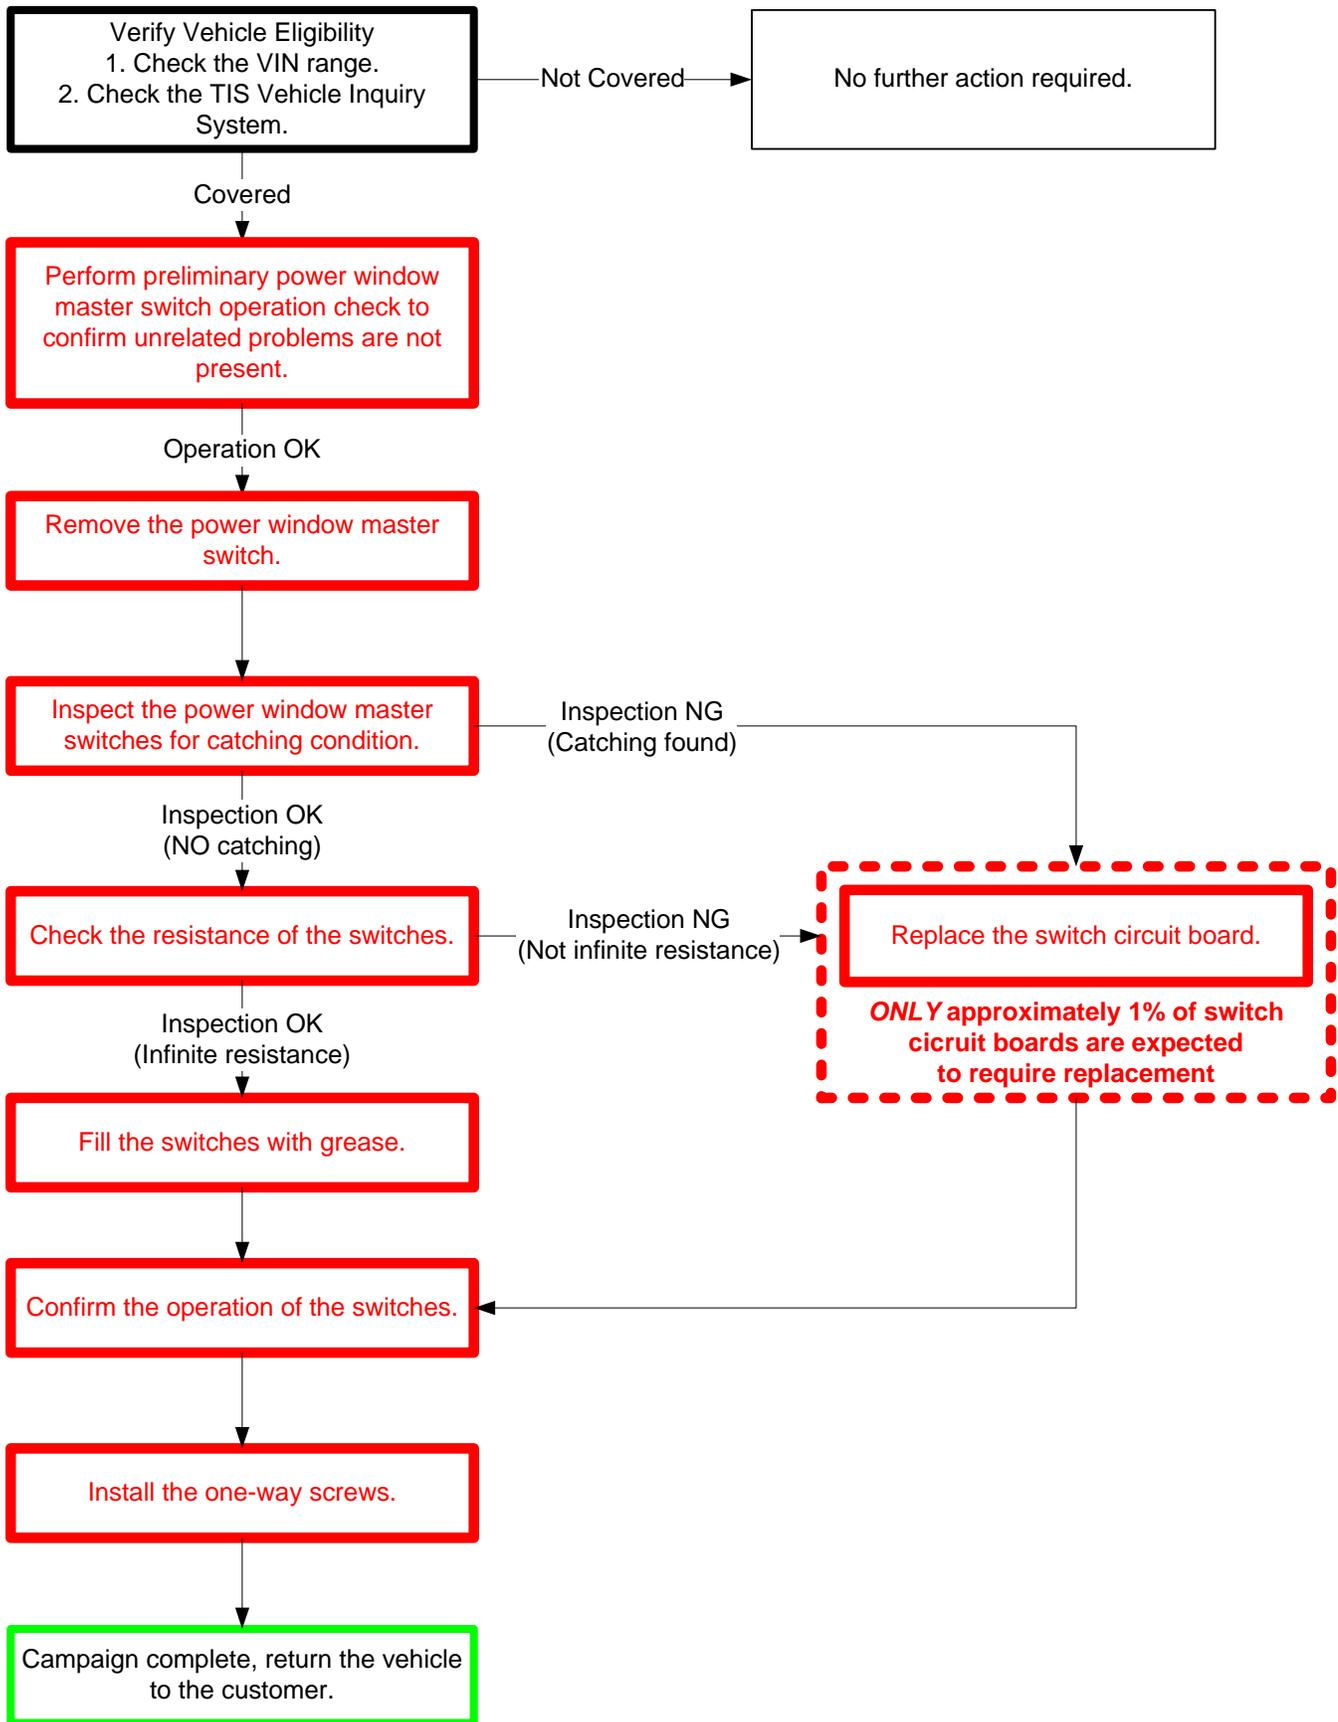 Verify Vehicle Eligibility
1. Check the VIN range.
2. Check the TIS Vehicle Inquiry
System.
Not Covered
No further action required.
Covered
Perform preliminary power window
master switch operation check to
confirm unrelated problems are not
present.
Operation OK
Remove the power window master
switch.
Inspect the power window master
switches for catching condition.
Inspection NG
(Catching found)
Inspection OK
(NO catching)
Check the resistance of the switches.
Inspection NG
(Not infinite resistance)
Replace the switch circuit board.
ONLY approximately 1% of switch
cicruit boards are expected
to require replacement
Inspection OK
(Infinite resistance)
Fill the switches with grease.
Confirm the operation of the switches.
Install the one-way screws.
Campaign complete, return the vehicle
to the customer.